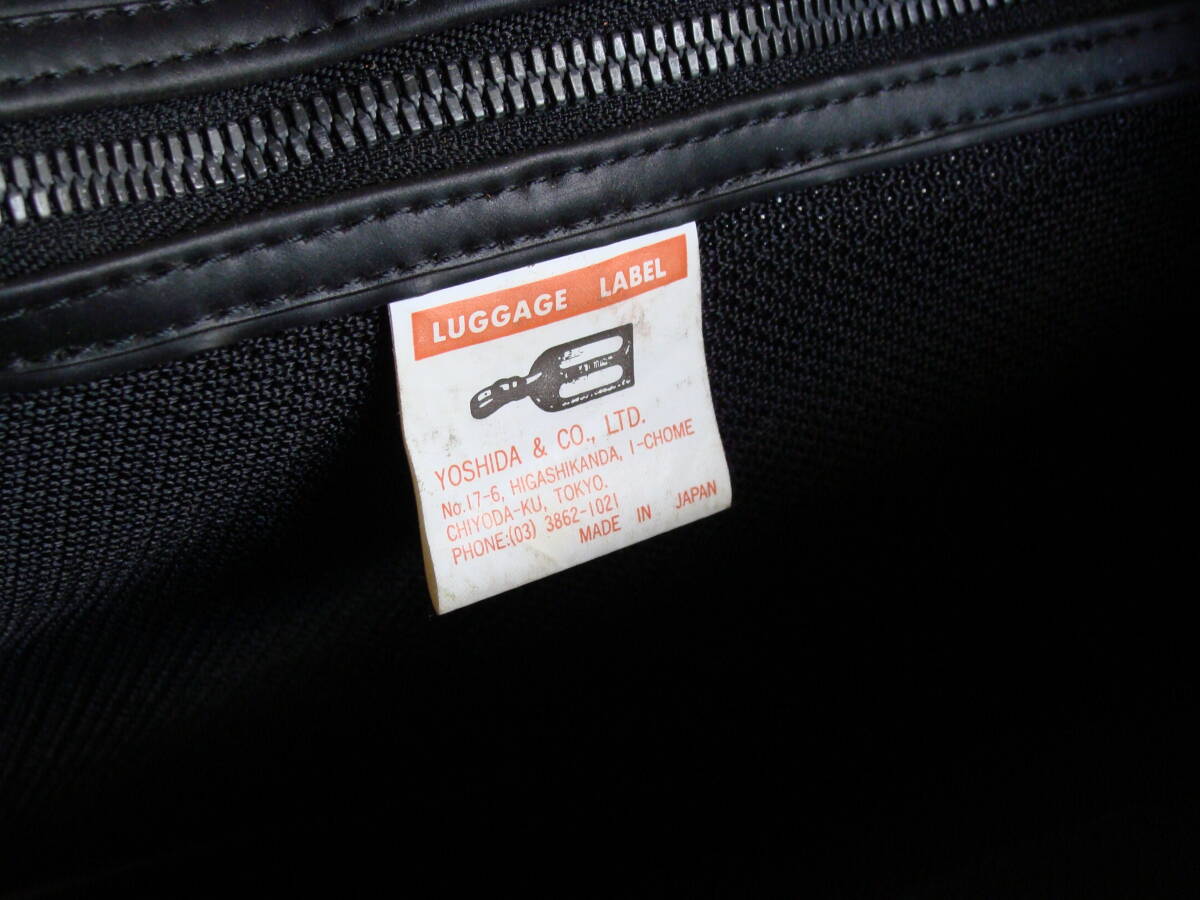 LUGGAGE LABEL
YOSHIDA & CO., LTD.
No.17-6, HIGASHIKANDA, 1-CHOME
CHIYODA-KU, TOKYO.
PHONE:(03) 3862-1021
MADE IN JAPAN